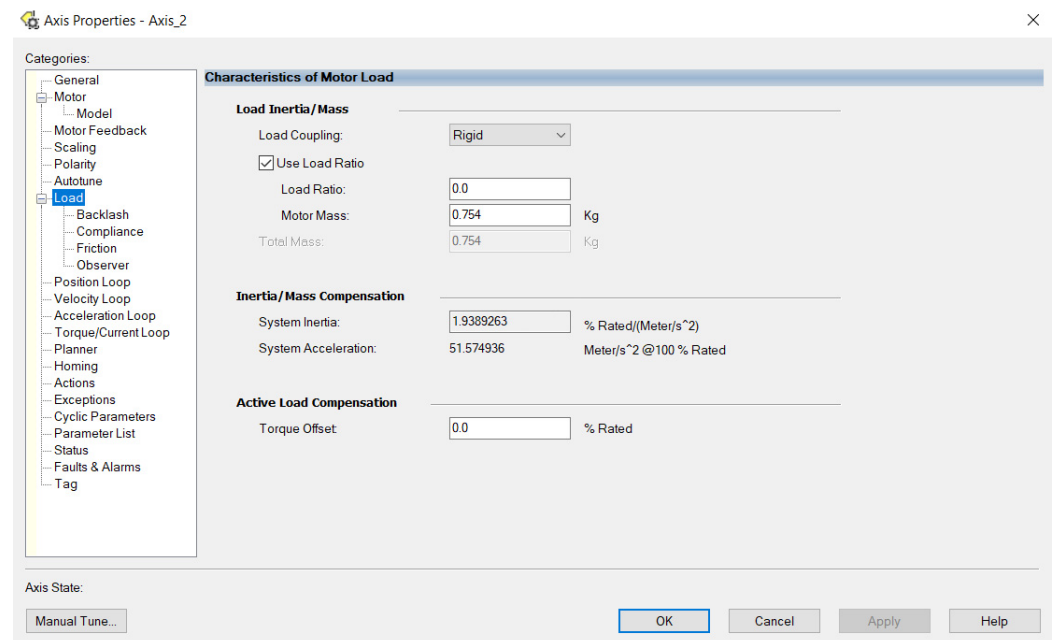 Axis Properties - Axis_2
Categories:
General
Motor
Model
Motor Feedback
Scaling
Polarity
Autotune
Load
Backlash
Compliance
Friction
Observer
Position Loop
Velocity Loop
Acceleration Loop
Torque/Current Loop
Planner
Homing
Actions
Exceptions
Cyclic Parameters
Parameter List
Status
Faults & Alarms
Tag
Characteristics of Motor Load
Load Inertia/Mass
Load Coupling: Rigid
Use Load Ratio
Load Ratio: 0.0
Motor Mass: 0.754 Kg
Total Mass: 0.754 Kg
Inertia/Mass Compensation
System Inertia: 1.9389263 % Rated/(Meter/s^2)
System Acceleration: 51.574936 Meter/s^2 @100 % Rated
Active Load Compensation
Torque Offset: 0.0 % Rated
Axis State:
Manual Tune... OK Cancel Apply Help